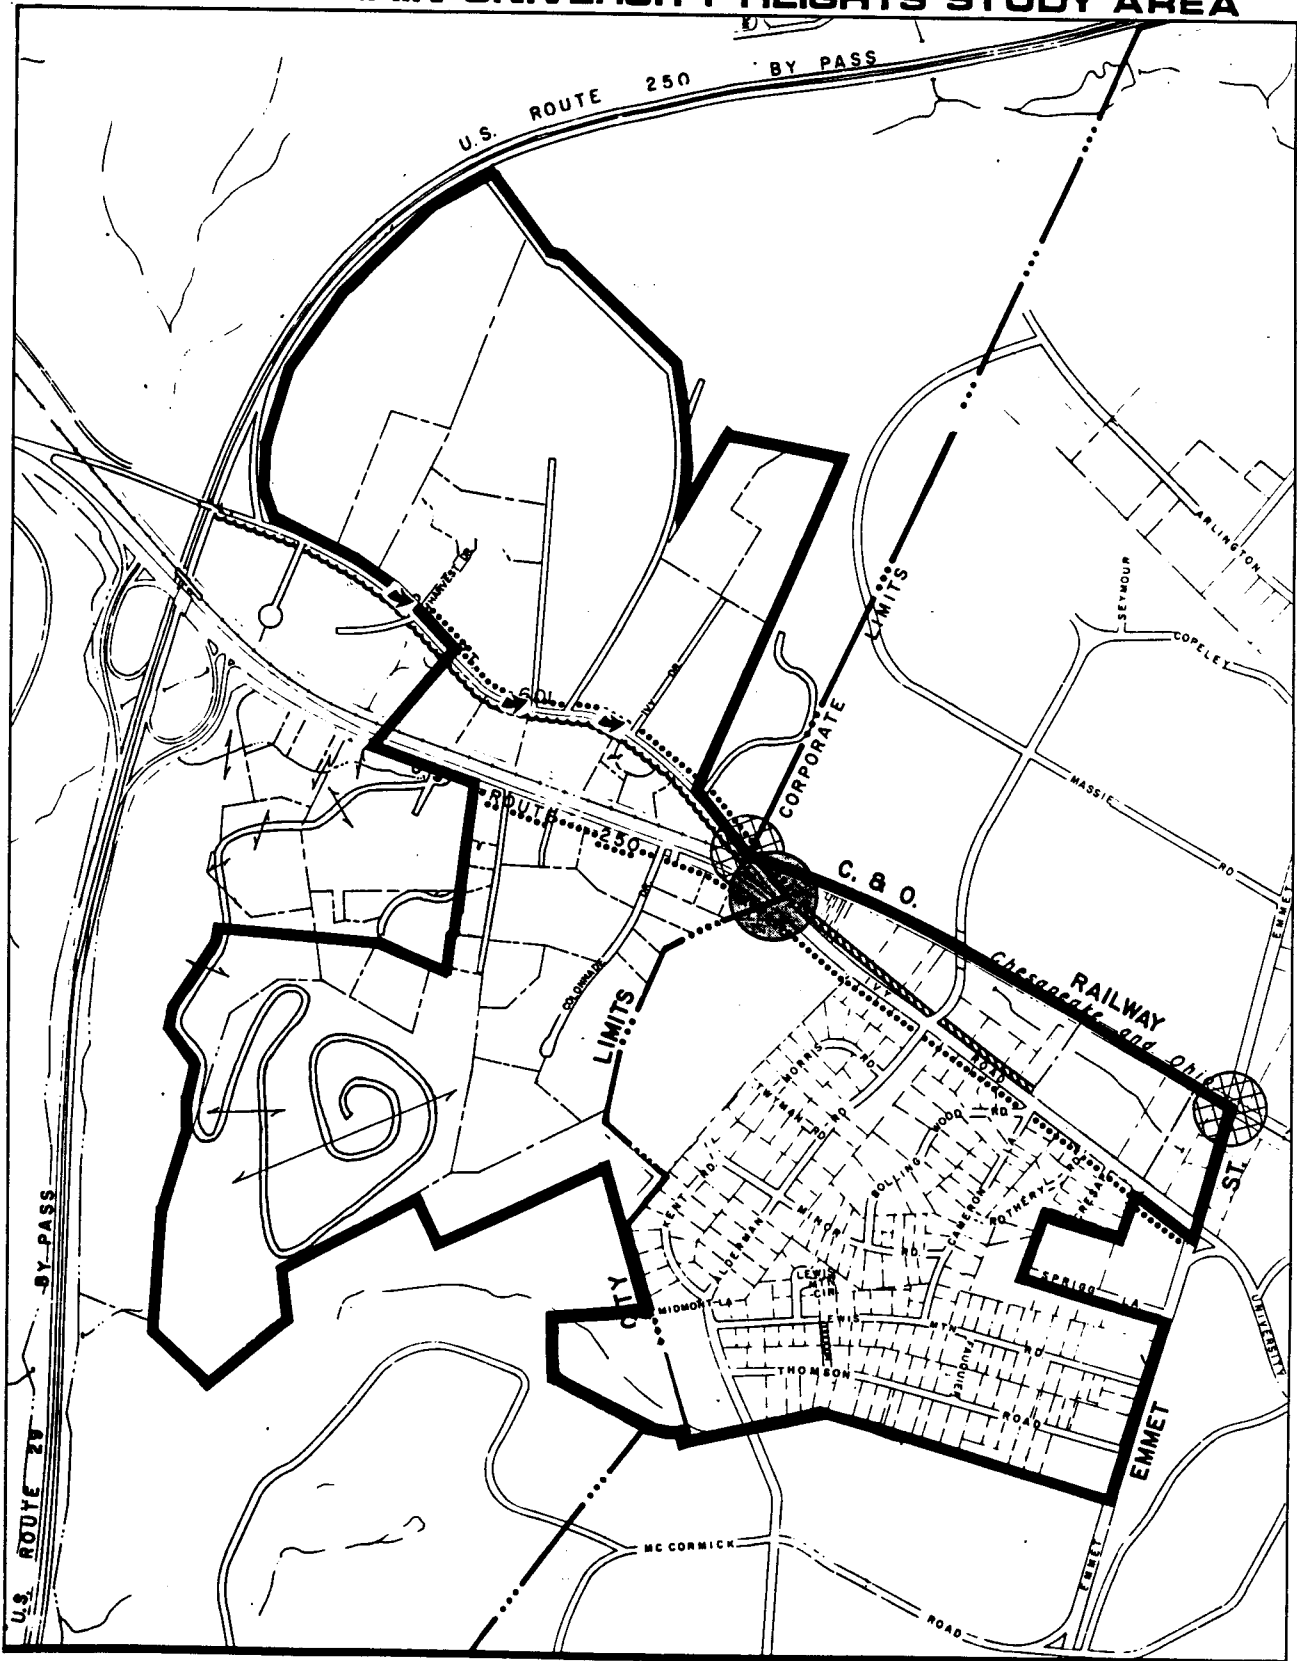 UNIVERSITY HEIGHTS STUDY AREA
U.S. ROUTE 250 BY PASS
ARLINGTON
SEYMOUR
COPELEY
LIMITS
HARVEST DR.
601
IVY DR
CORPORATE
MASSIE
RD
EMMET
ROUTE 250
C. & O.
RAILWAY
Chesapeake and Ohio
COLONNADE
DR
LIMITS
IVY
ROAD
MORRIS
RD.
TWYMAN RD.
RD
WOOD RD.
BOLLING
KENT RD.
ALDERMAN
MINOR
RD.
CAMERON LA
ROTHERY
RD
ST.
SPRIGG LA.
LEWIS
MTN
CIR.
CITY
MIDMONT LA
LEWIS
MTN
RD
FAUQUIER
THOMSON
ROAD
UNIVERSITY
EMMET
BY-PASS
U.S. ROUTE 29
MC CORMICK
ROAD
EMMET